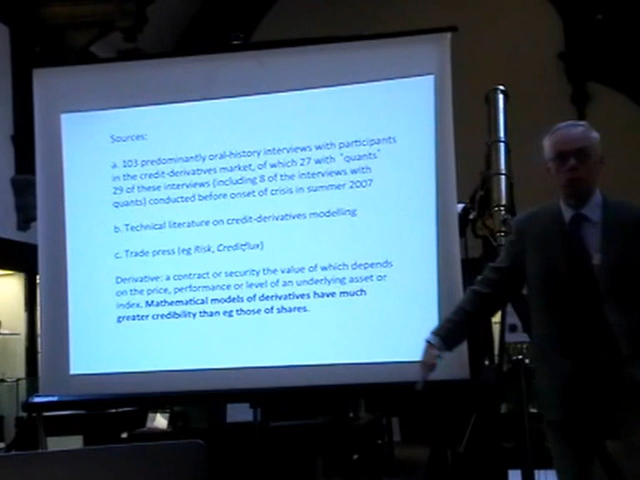 Sources:
a. 103 predominantly oral-history interviews with participants
in the credit-derivatives market, of which 27 with "quants"
29 of these interviews (including 8 of the interviews with
quants) conducted before onset of crisis in summer 2007
b. Technical literature on credit-derivatives modelling
c. Trade press (eg Risk, Creditflux)
Derivative: a contract or security the value of which depends
on the price, performance or level of an underlying asset or
index. Mathematical models of derivatives have much
greater credibility than eg those of shares.